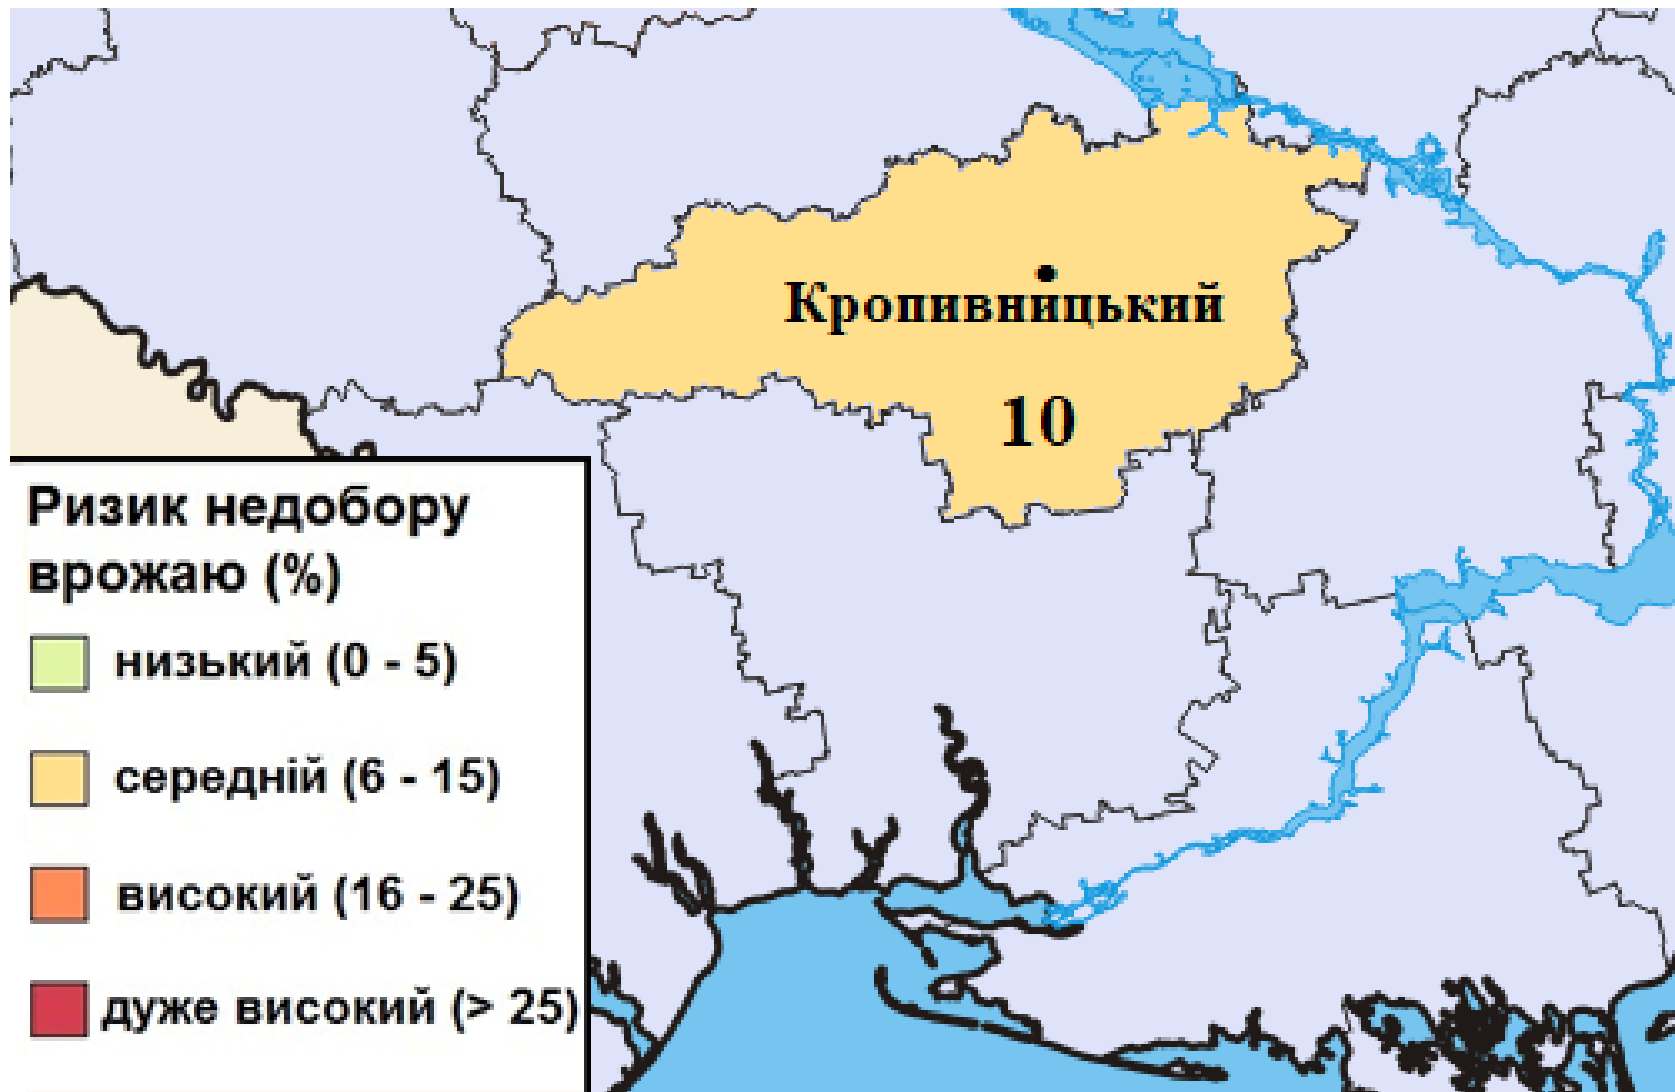 Кропивницький
10
Ризик недобору
врожаю (%)
низький (0 - 5)
середній (6 - 15)
високий (16 - 25)
дуже високий (> 25)